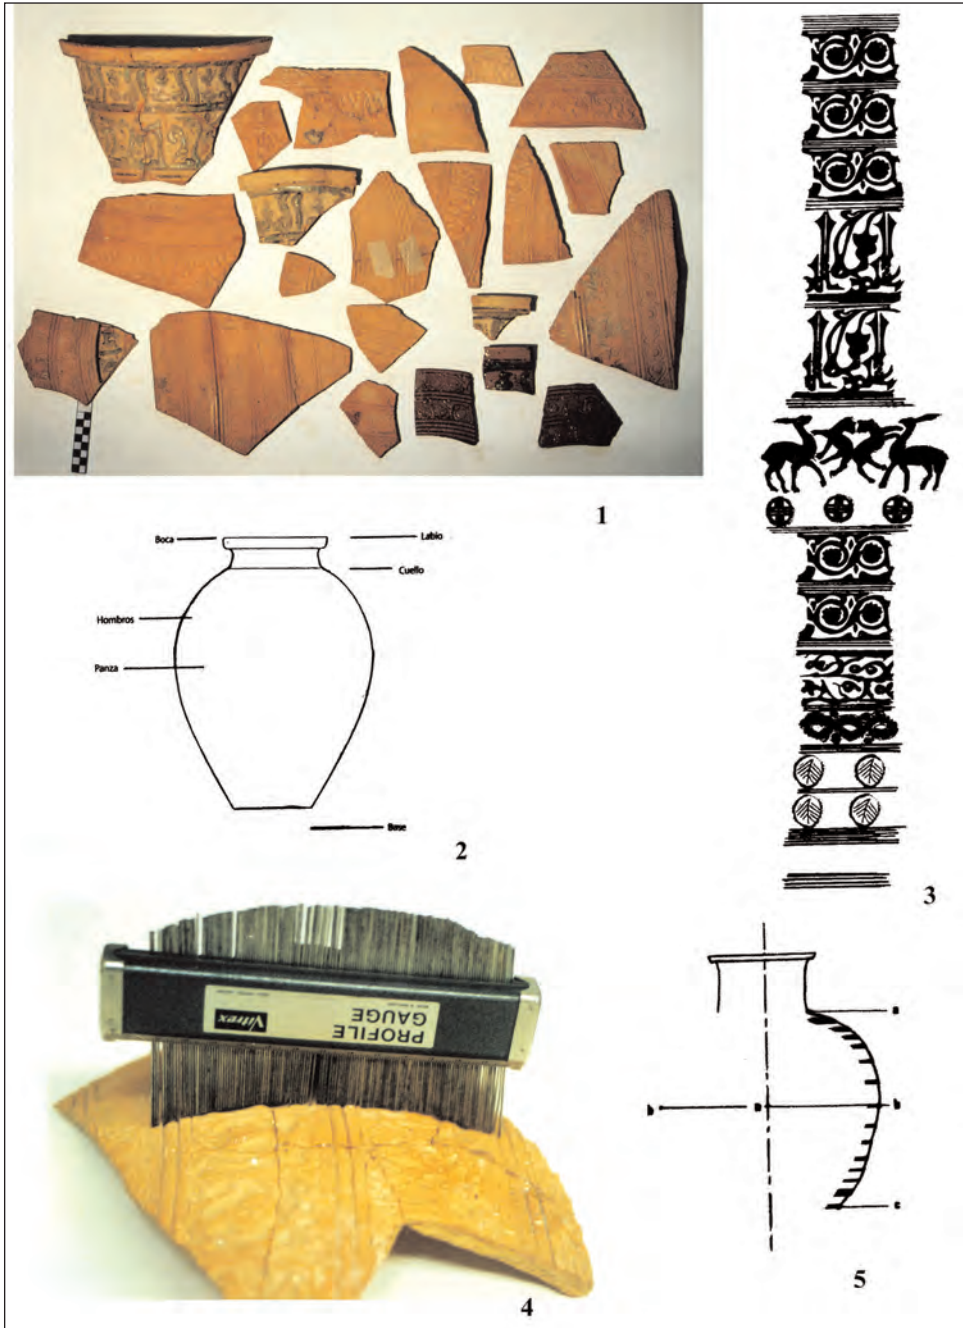 1
Boca
Labio
Cuello
Hombros
Panza
Base
2
3
PROFILE
GAUGE
Vitrex
4
a
b
D
b
c
5